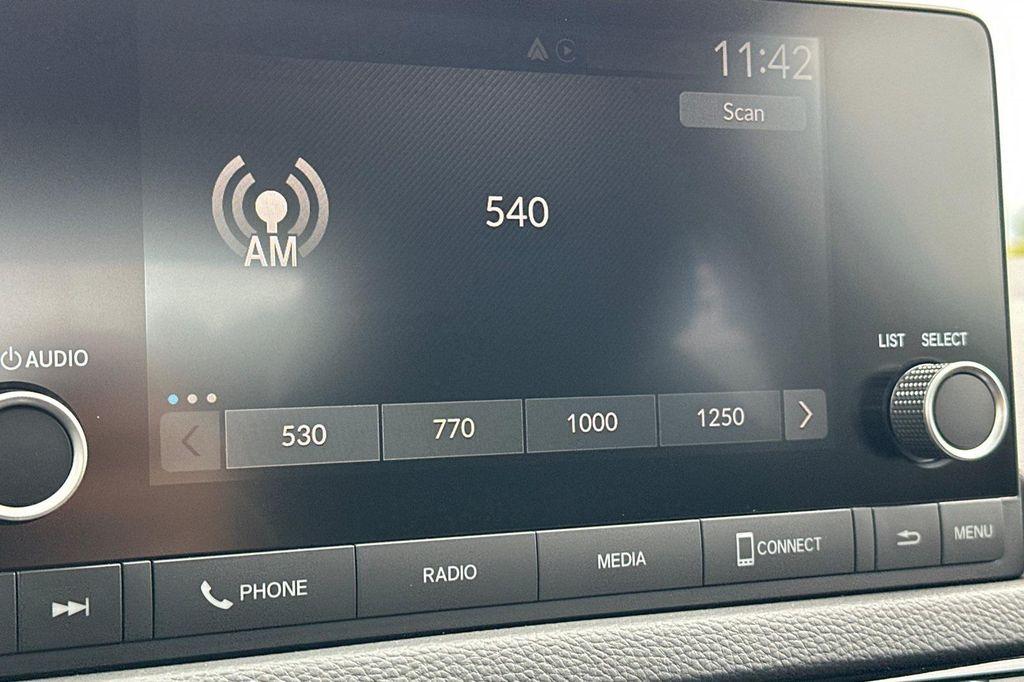 11:42
Scan
AM
540
AUDIO
LIST SELECT
530 770 1000 1250
PHONE RADIO MEDIA CONNECT MENU